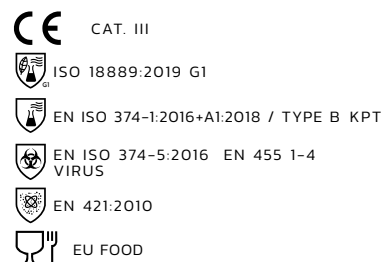 CE CAT. III
G1 ISO 18889:2019 G1
EN ISO 374-1:2016+A1:2018 / TYPE B KPT
EN ISO 374-5:2016 EN 455 1-4
VIRUS
EN 421:2010
EU FOOD